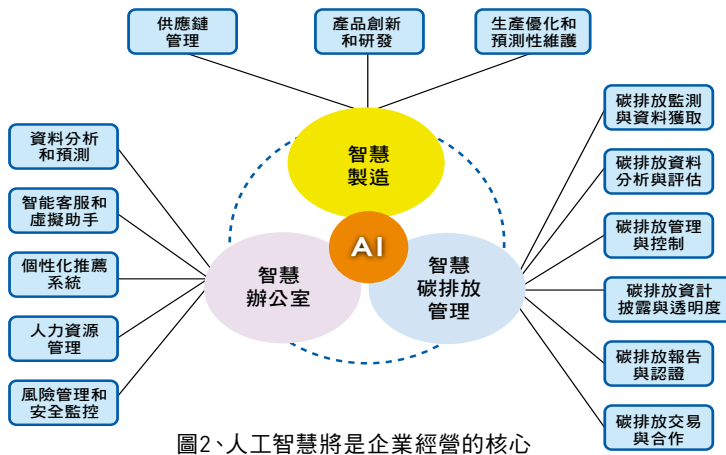 供應鏈
管理
產品創新
和研發
生產優化和
預測性維護
智慧
製造
AI
智慧
辦公室
智慧
碳排放
管理
資料分析
和預測
智能客服和
虛擬助手
個性化推薦
系統
人力資源
管理
風險管理和
安全監控
碳排放監測
與資料獲取
碳排放資料
分析與評估
碳排放管理
與控制
碳排放資計
披露與透明度
碳排放報告
與認證
碳排放交易
與合作
圖2、人工智慧將是企業經營的核心